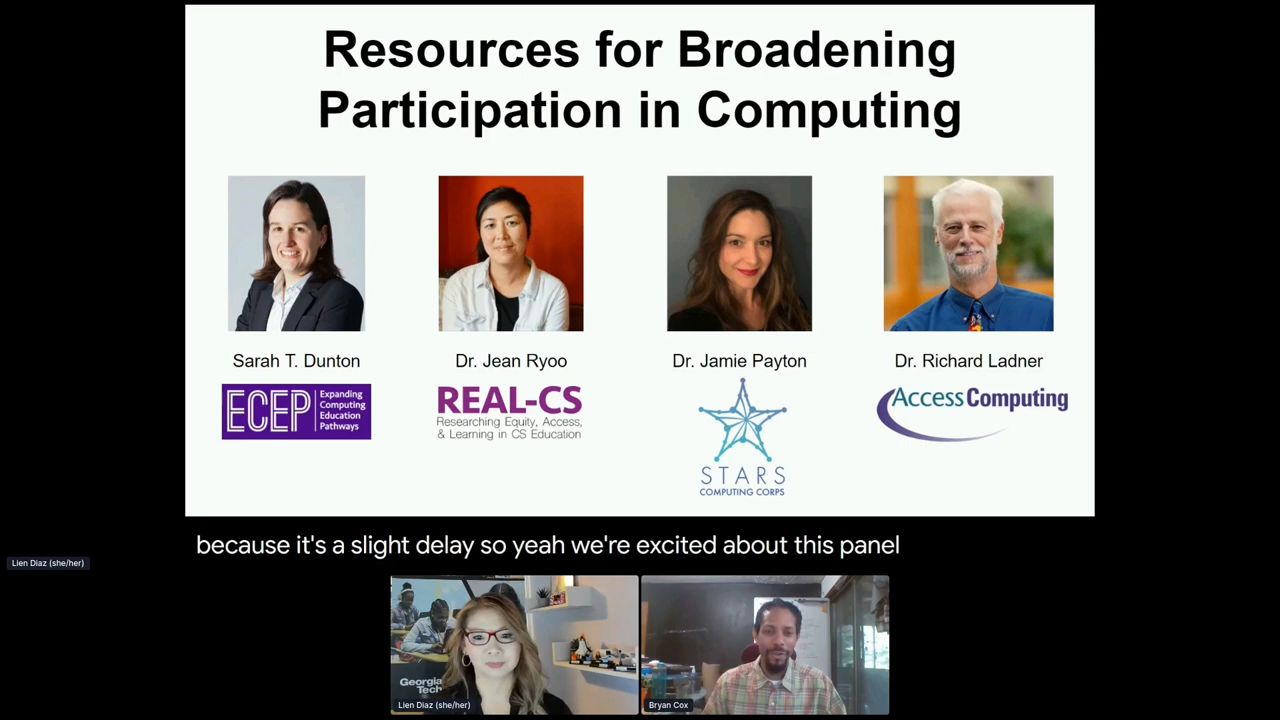 Resources for Broadening
Participation in Computing
Sarah T. Dunton
Dr. Jean Ryoo
Dr. Jamie Payton
Dr. Richard Ladner
ECEP
Expanding
Computing
Education
Pathways
REAL-CS
Researching Equity, Access,
& Learning in CS Education
STARS
COMPUTING CORPS
AccessComputing
because it's a slight delay so yeah we're excited about this panel
Lien Diaz (she/her)
Georgia
Tech
Lien Diaz (she/her)
Bryan Cox